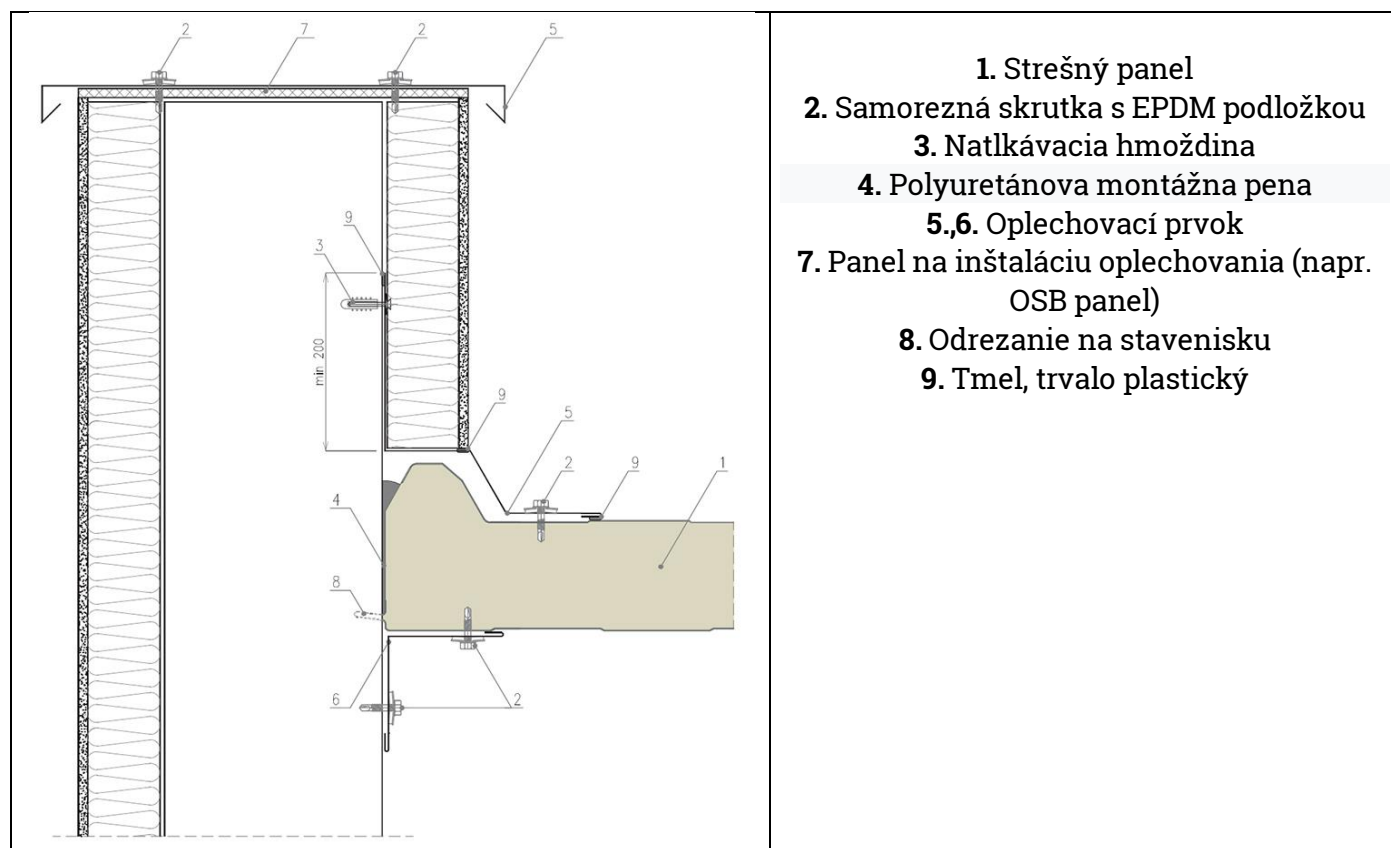 2
7
2
5
9
3
min 200
9
5
2
9
1
4
8
6
2
1. Strešný panel
2. Samorezná skrutka s EPDM podložkou
3. Natlkávacia hmoždina
4. Polyuretánova montážna pena
5.,6. Oplechovací prvok
7. Panel na inštaláciu oplechovania (napr.
OSB panel)
8. Odrezanie na stavenisku
9. Tmel, trvalo plastický